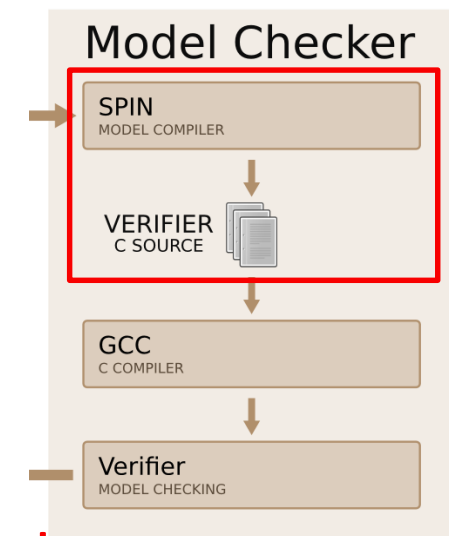 Model Checker
SPIN
MODEL COMPILER
VERIFIER
C SOURCE
GCC
C COMPILER
Verifier
MODEL CHECKING